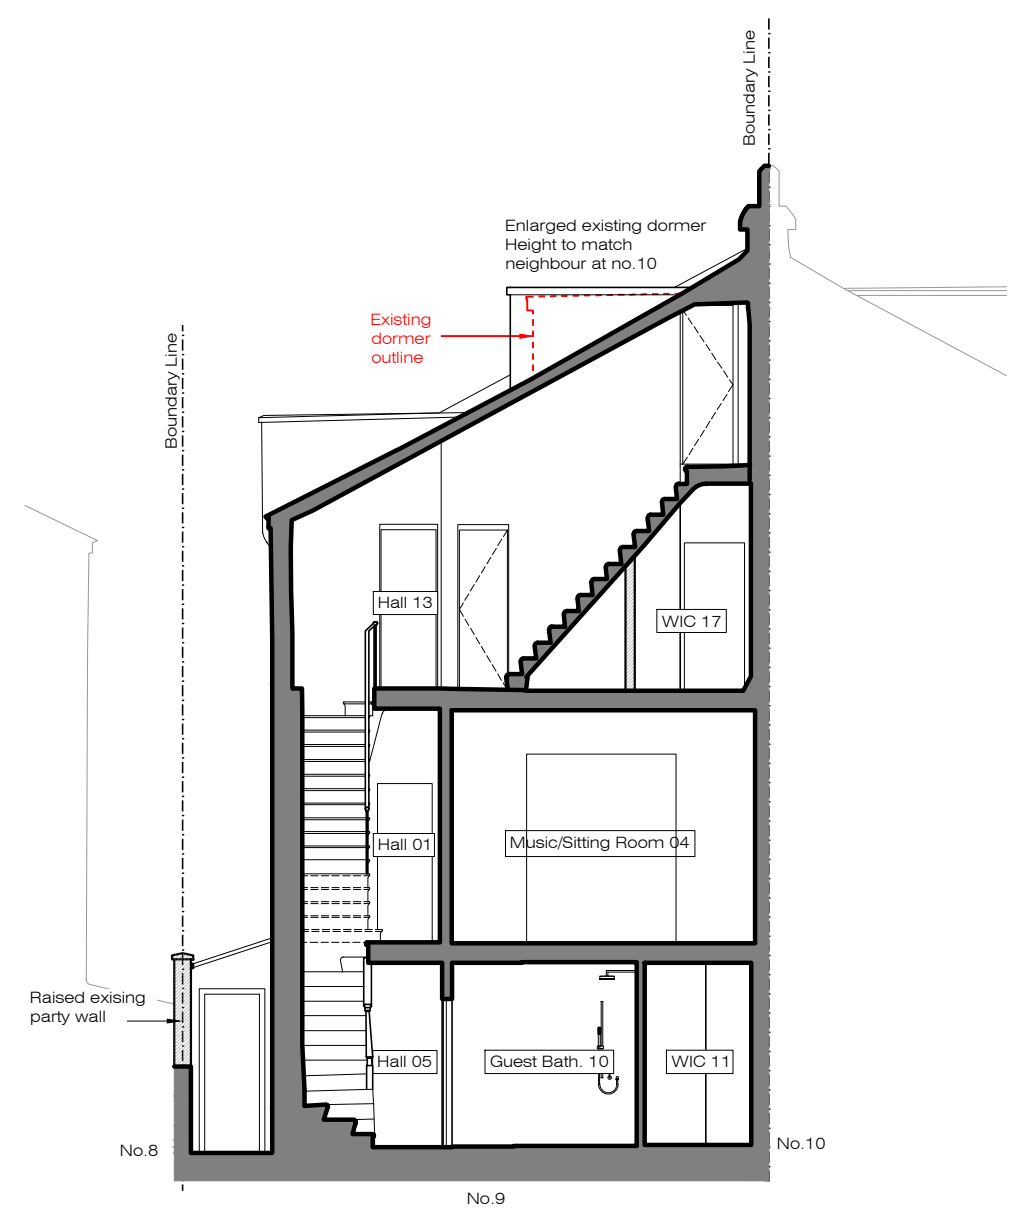 Boundary Line
Enlarged existing dormer
Height to match
neighbour at no.10
Existing
dormer
outline
Boundary Line
Hall 13
WIC 17
Hall 01
Music/Sitting Room 04
Raised exising
party wall
Hall 05
Guest Bath. 10
WIC 11
No.8
No.10
No.9